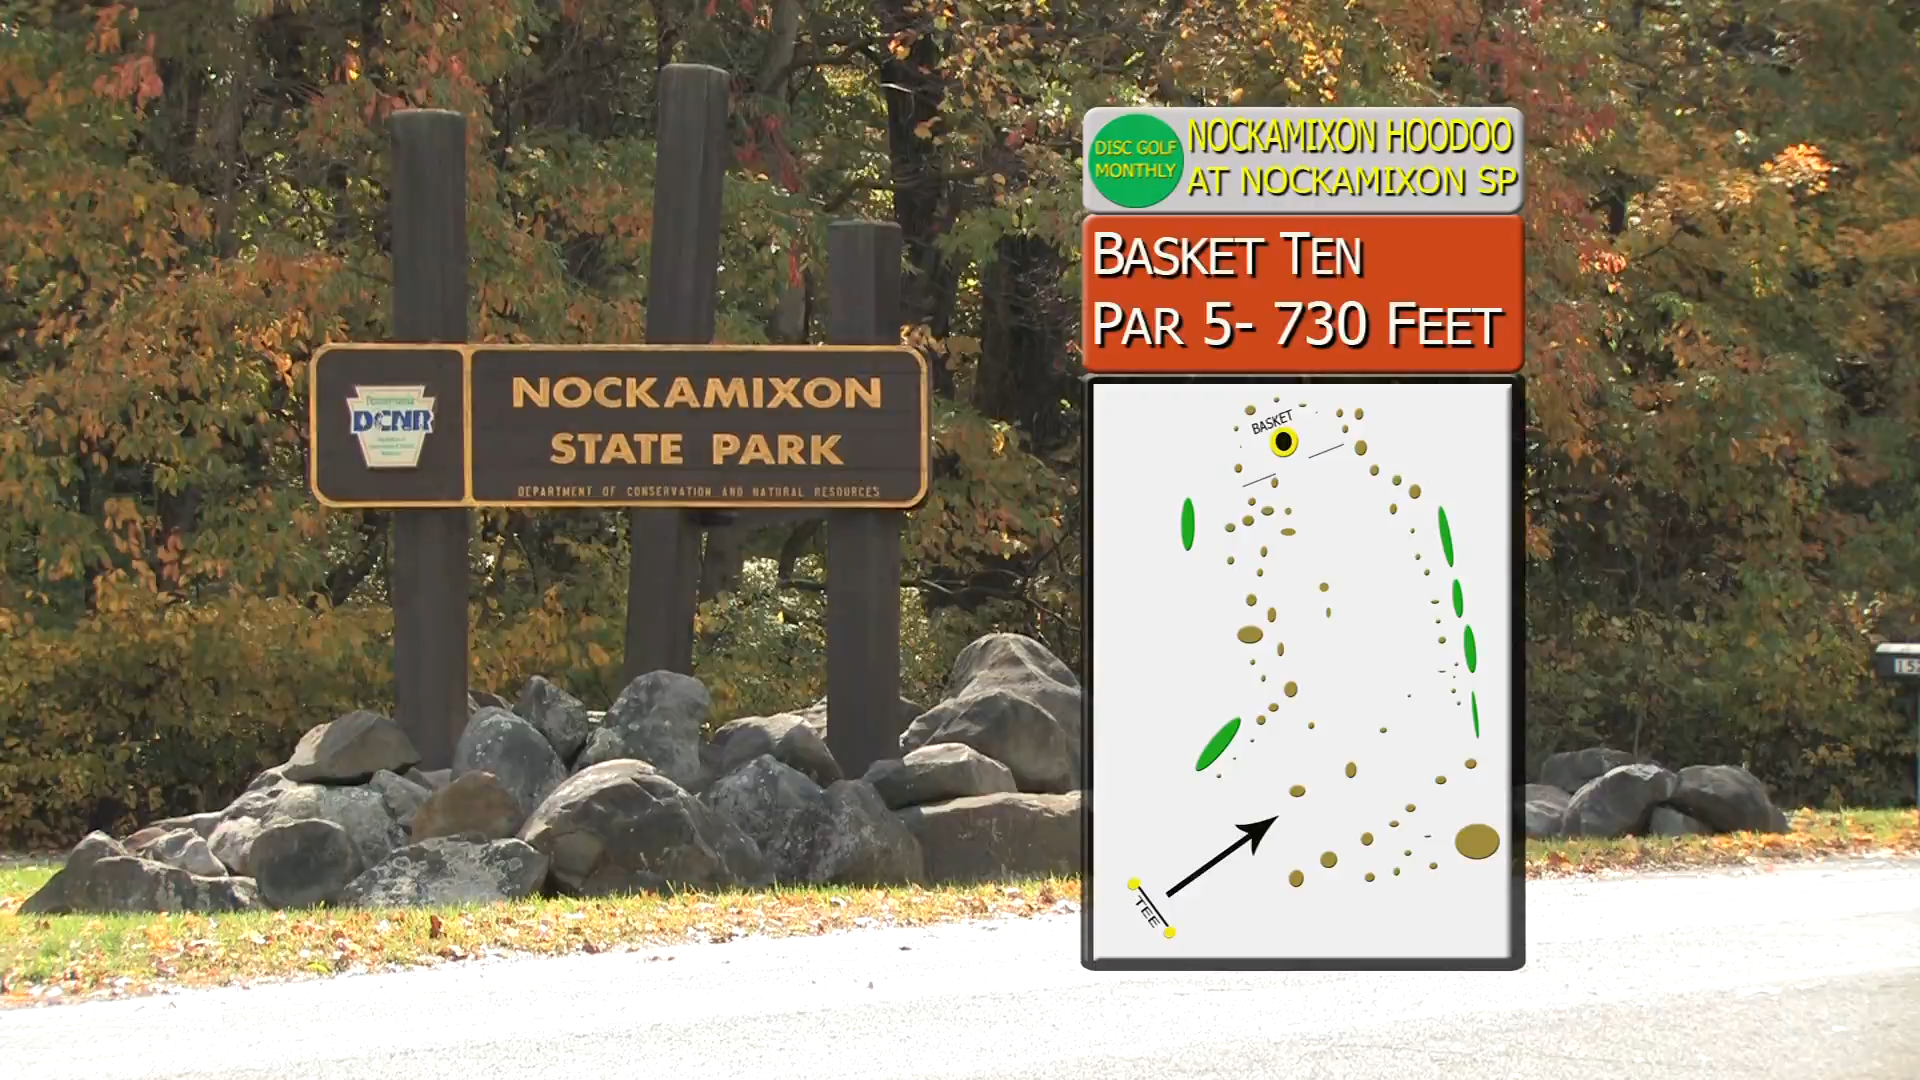 Pennsylvania
DCNR
NOCKAMIXON
STATE PARK
DEPARTMENT OF CONSERVATION AND NATURAL RESOURCES
DISC GOLF
MONTHLY
NOCKAMIXON HOODOO
AT NOCKAMIXON SP
BASKET TEN
PAR 5- 730 FEET
BASKET
TEE